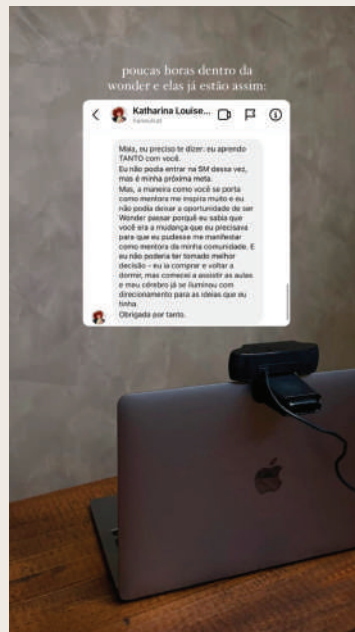 poucas horas dentro da
wonder e elas já estão assim:
Katharina Louise...
Maiz, eu preciso te dizer: eu aprendo
TANTO com você.
Eu não podia entrar na SM dessa vez,
mas é minha próxima meta.
Mas, a maneira como você se porta
como mentora me inspira muito e eu
não podia deixar a oportunidade de ser
Wonder passar porquê eu sabia que
você era a mudança que eu precisava
para que eu pudesse me manifestar
como mentora da minha comunidade. E
eu não poderia ter tomado melhor
decisão – eu ia comprar e voltar a
dormir, mas comecei a assistir as aulas
e meu cérebro já se iluminou com
direcionamento para as ideias que eu
tinha.
Obrigada por tanto.